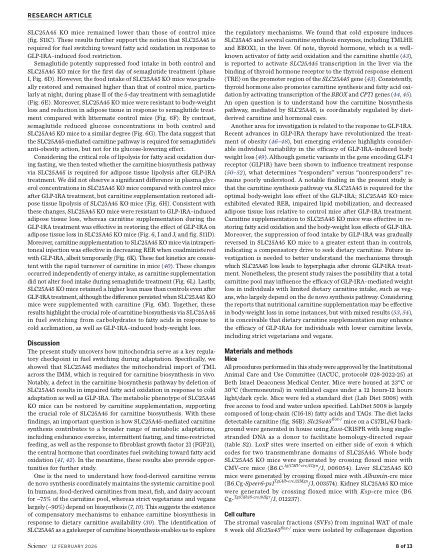 RESEARCH ARTICLE
SLC25A45 KO mice remained lower than those of control mice
(fig. S11C). These results further support the notion that SLC25A45 is
required for fuel switching toward fatty acid oxidation in response to
GLP-1RA–induced food restriction.
Semaglutide potently suppressed food intake in both control and
SLC25A45 KO mice for the first day of semaglutide treatment (phase
I, Fig. 6D). However, the food intake of SLC25A45 KO mice was gradu-
ally restored and remained higher than that of control mice, particu-
larly at night, during phase II of the 5-day treatment with semaglutide
(Fig. 6E). Moreover, SLC25A45 KO mice were resistant to body-weight
loss and reduction in adipose tissue in response to semaglutide treat-
ment compared with littermate control mice (Fig. 6F). By contrast,
semaglutide reduced glucose concentrations in both control and
SLC25A45 KO mice to a similar degree (Fig. 6G). The data suggest that
the SLC25A45-mediated carnitine pathway is required for semaglutide's
anti-obesity action, but not for its glucose-lowering effect.
Considering the critical role of lipolysis for fatty acid oxidation dur-
ing fasting, we then tested whether the carnitine biosynthesis pathway
via SLC25A45 is required for adipose tissue lipolysis after GLP-1RA
treatment. We did not observe a significant difference in plasma glyc-
erol concentrations in SLC25A45 KO mice compared with control mice
after GLP-1RA treatment, but carnitine supplementation restored adi-
pose tissue lipolysis of SLC25A45 KO mice (Fig. 6H). Consistent with
these changes, SLC25A45 KO mice were resistant to GLP-1RA–induced
adipose tissue loss, whereas carnitine supplementation during the
GLP-1RA treatment was effective in restoring the effect of GLP-1RA on
adipose tissue loss in SLC25A45 KO mice (Fig. 6, I and J, and fig. S11D).
Moreover, carnitine supplementation to SLC25A45 KO mice via intraperi-
toneal injection was effective in decreasing RER when coadministered
with GLP-1RA, albeit temporarily (Fig. 6K). These fast kinetics are consis-
tent with the rapid turnover of carnitine in mice (40). These changes
occurred independently of energy intake, as carnitine supplementation
did not alter food intake during semaglutide treatment (Fig. 6L). Lastly,
SLC25A45 KO mice retained a higher lean mass than controls even after
GLP-1RA treatment, although the difference persisted when SLC25A45 KO
mice were supplemented with carnitine (Fig. 6M). Together, these
results highlight the crucial role of carnitine biosynthesis via SLC25A45
in fuel switching from carbohydrates to fatty acids in response to
cold acclimation, as well as GLP-1RA–induced body-weight loss.
Discussion
The present study uncovers how mitochondria serve as a key regula-
tory checkpoint in fuel switching during adaptation. Specifically, we
showed that SLC25A45 mediated the mitochondrial import of TML
across the IMM, which is required for carnitine biosynthesis in vivo.
Notably, a defect in the carnitine biosynthesis pathway by deletion of
SLC25A45 results in impaired fatty acid oxidation in response to cold
adaptation as well as GLP-1RA. The metabolic phenotype of SLC25A45
KO mice can be restored by carnitine supplementation, supporting
the crucial role of SLC25A45 for carnitine biosynthesis. With these
findings, an important question is how SLC25A45-mediated carnitine
synthesis contributes to a broader range of metabolic adaptations,
including endurance exercise, intermittent fasting, and time-restricted
feeding, as well as the response to fibroblast growth factor 21 (FGF21),
the central hormone that coordinates fuel switching toward fatty acid
oxidation (41, 42). In the meantime, these results also provide oppor-
tunities for further study.
One is the need to understand how food-derived carnitine versus
de novo synthesis coordinately maintains the systemic carnitine pool.
In humans, food-derived carnitines from meat, fish, and dairy account
for ~75% of the carnitine pool, whereas strict vegetarians and vegans
largely (~90%) depend on biosynthesis (7, 10). This suggests the existence
of compensatory mechanisms to enhance carnitine biosynthesis in
response to dietary carnitine availability (30). The identification of
SLC25A45 as a gatekeeper of carnitine biosynthesis enables us to explore
the regulatory mechanisms. We found that cold exposure induces
SLC25A45 and several carnitine synthesis enzymes, including TMLHE
and BBOX1, in the liver. Of note, thyroid hormone, which is a well-
known activator of fatty acid oxidation and the carnitine shuttle (43),
is reported to activate SLC25A45 transcription in the liver via the
binding of thyroid hormone receptor to the thyroid response element
(TRE) on the promoter region of the SLC25A45 gene (43). Consistently,
thyroid hormone also promotes carnitine synthesis and fatty acid oxi-
dation by activating transcription of the BBOX and CPT1 genes (44, 45).
An open question is to understand how the carnitine biosynthesis
pathway, mediated by SLC25A45, is coordinately regulated by diet-
derived carnitine and hormonal cues.
Another area for investigation is related to the response to GLP-1RA.
Recent advances in GLP-1RA therapy have revolutionized the treat-
ment of obesity (46–48), but emerging evidence highlights consider-
able individual variability in the efficacy of GLP-1RA–induced body
weight loss (49). Although genetic variants in the gene encoding GLP-1
receptor (GLP1R) have been shown to influence treatment response
(50–52), what determines "responders" versus "nonresponders" re-
mains poorly understood. A notable finding in the present study is
that the carnitine synthesis pathway via SLC25A45 is required for the
optimal body-weight loss effect of the GLP-1RA: SLC25A45 KO mice
exhibited elevated RER, impaired lipid mobilization, and decreased
adipose tissue loss relative to control mice after GLP-1RA treatment.
Carnitine supplementation to SLC25A45 KO mice was effective in re-
storing fatty acid oxidation and the body-weight loss effects of GLP-1RA.
Moreover, the suppression of food intake by GLP-1RA was gradually
reversed in SLC25A45 KO mice to a greater extent than in controls,
indicating a compensatory drive to seek dietary carnitine. Future in-
vestigation is needed to better understand the mechanisms through
which SLC25A45 loss leads to hyperphagia after chronic GLP-1RA treat-
ment. Nonetheless, the present study raises the possibility that a total
carnitine pool may influence the efficacy of GLP-1RA–mediated weight
loss in individuals with limited dietary carnitine intake, such as veg-
ans, who largely depend on the de novo synthesis pathway. Considering
the reports that nutritional carnitine supplementation may be effective
in body-weight loss in some instances, but with mixed results (53, 54),
it is conceivable that dietary carnitine supplementation may enhance
the efficacy of GLP-1RAs for individuals with lower carnitine levels,
including strict vegetarians and vegans.
Materials and methods
Mice
All procedures performed in this study were approved by the Institutional
Animal Care and Use Committee (IACUC, protocol# 028-2022-25) at
Beth Israel Deaconess Medical Center. Mice were housed at 23°C or
30°C (thermoneutral) in ventilated cages under a 12 hours-12 hours
light/dark cycle. Mice were fed a standard diet (Lab Diet 5008) with
free access to food and water unless specified. LabDiet 5008 is largely
composed of long-chain (C16-18) fatty acids and TAGs. The diet lacks
detectable carnitine (fig. S6B). Slc25a45flox/− mice on a C57BL/6J back-
ground were generated in house using Easi-CRISPR with long single-
stranded DNA as a donor to facilitate homology-directed repair
(table S5). LoxP sites were inserted on either side of exon 4 which
codes for two transmembrane domains of SLC25A45. Whole body
SLC25A45 KO mice were generated by crossing floxed mice with
CMV-cre mice (B6.C-Tg(CMV-cre)1Cgn/J, 006054). Liver SLC25A45 KO
mice were generated by crossing floxed mice with Albumin-cre mice
(B6.Cg-Speer6-ps1Tg(Alb-cre)21Mgn/J, 003574). Kidney SLC25A45 KO mice
were generated by crossing floxed mice with Ksp-cre mice (B6.
Cg-Tg(Cdh16-cre)91Igr/J, 012237).
Cell culture
The stromal vascular fractions (SVFs) from inguinal WAT of male
8 week old Slc25a45flox/− mice were isolated by collagenase digestion
Science 12 FEBRUARY 2026
8 of 13